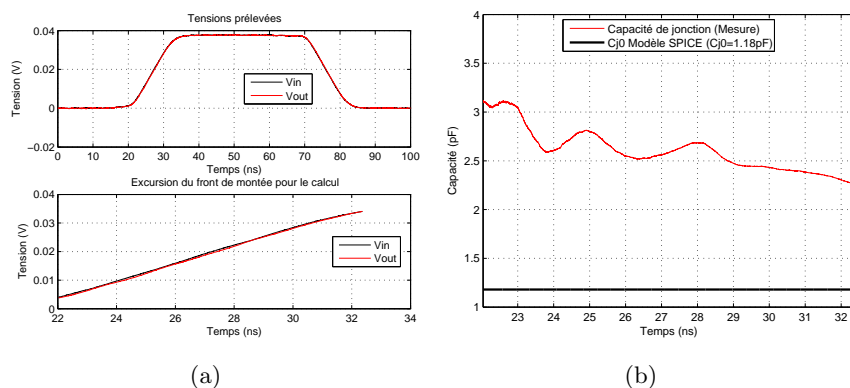 Tensions prélevées
0.04
0.02
0
−0.02
Tension (V)
Vin
Vout
0 10 20 30 40 50 60 70 80 90 100
Temps (ns)
Excursion du front de montée pour le calcul
0.04
0.03
0.02
0.01
0
Tension (V)
Vin
Vout
22 24 26 28 30 32 34
Temps (ns)
(a)
4
3.5
3
2.5
2
1.5
1
Capacité (pF)
Capacité de jonction (Mesure)
Cj0 Modèle SPICE (Cj0=1.18pF)
23 24 25 26 27 28 29 30 31 32
Temps (ns)
(b)